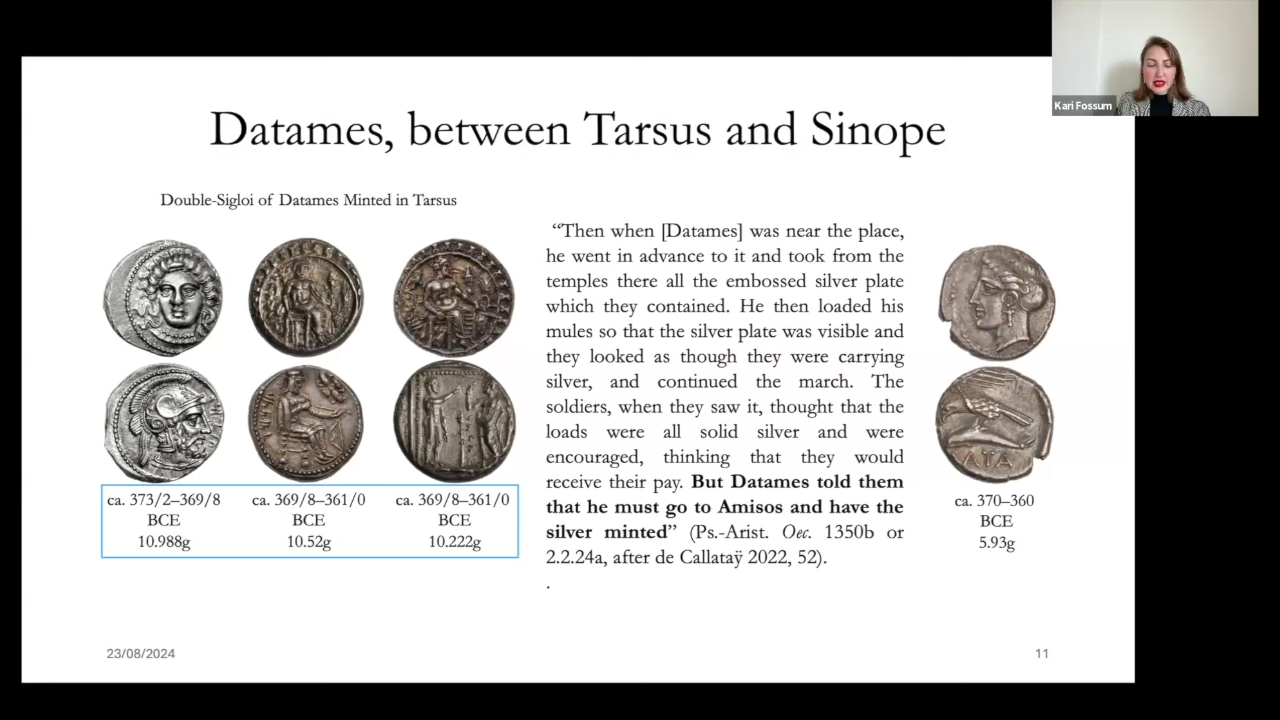 Kari Fossum
Datames, between Tarsus and Sinope
Double-Sigloi of Datames Minted in Tarsus
ca. 373/2–369/8
BCE
10.988g
ca. 369/8–361/0
BCE
10.52g
ca. 369/8–361/0
BCE
10.222g
“Then when [Datames] was near the place,
he went in advance to it and took from the
temples there all the embossed silver plate
which they contained. He then loaded his
mules so that the silver plate was visible and
they looked as though they were carrying
silver, and continued the march. The
soldiers, when they saw it, thought that the
loads were all solid silver and were
encouraged, thinking that they would
receive their pay. But Datames told them
that he must go to Amisos and have the
silver minted” (Ps.-Arist. Oec. 1350b or
2.2.24a, after de Callataÿ 2022, 52).
.
ΔΑΤΑ
ca. 370–360
BCE
5.93g
23/08/2024
11